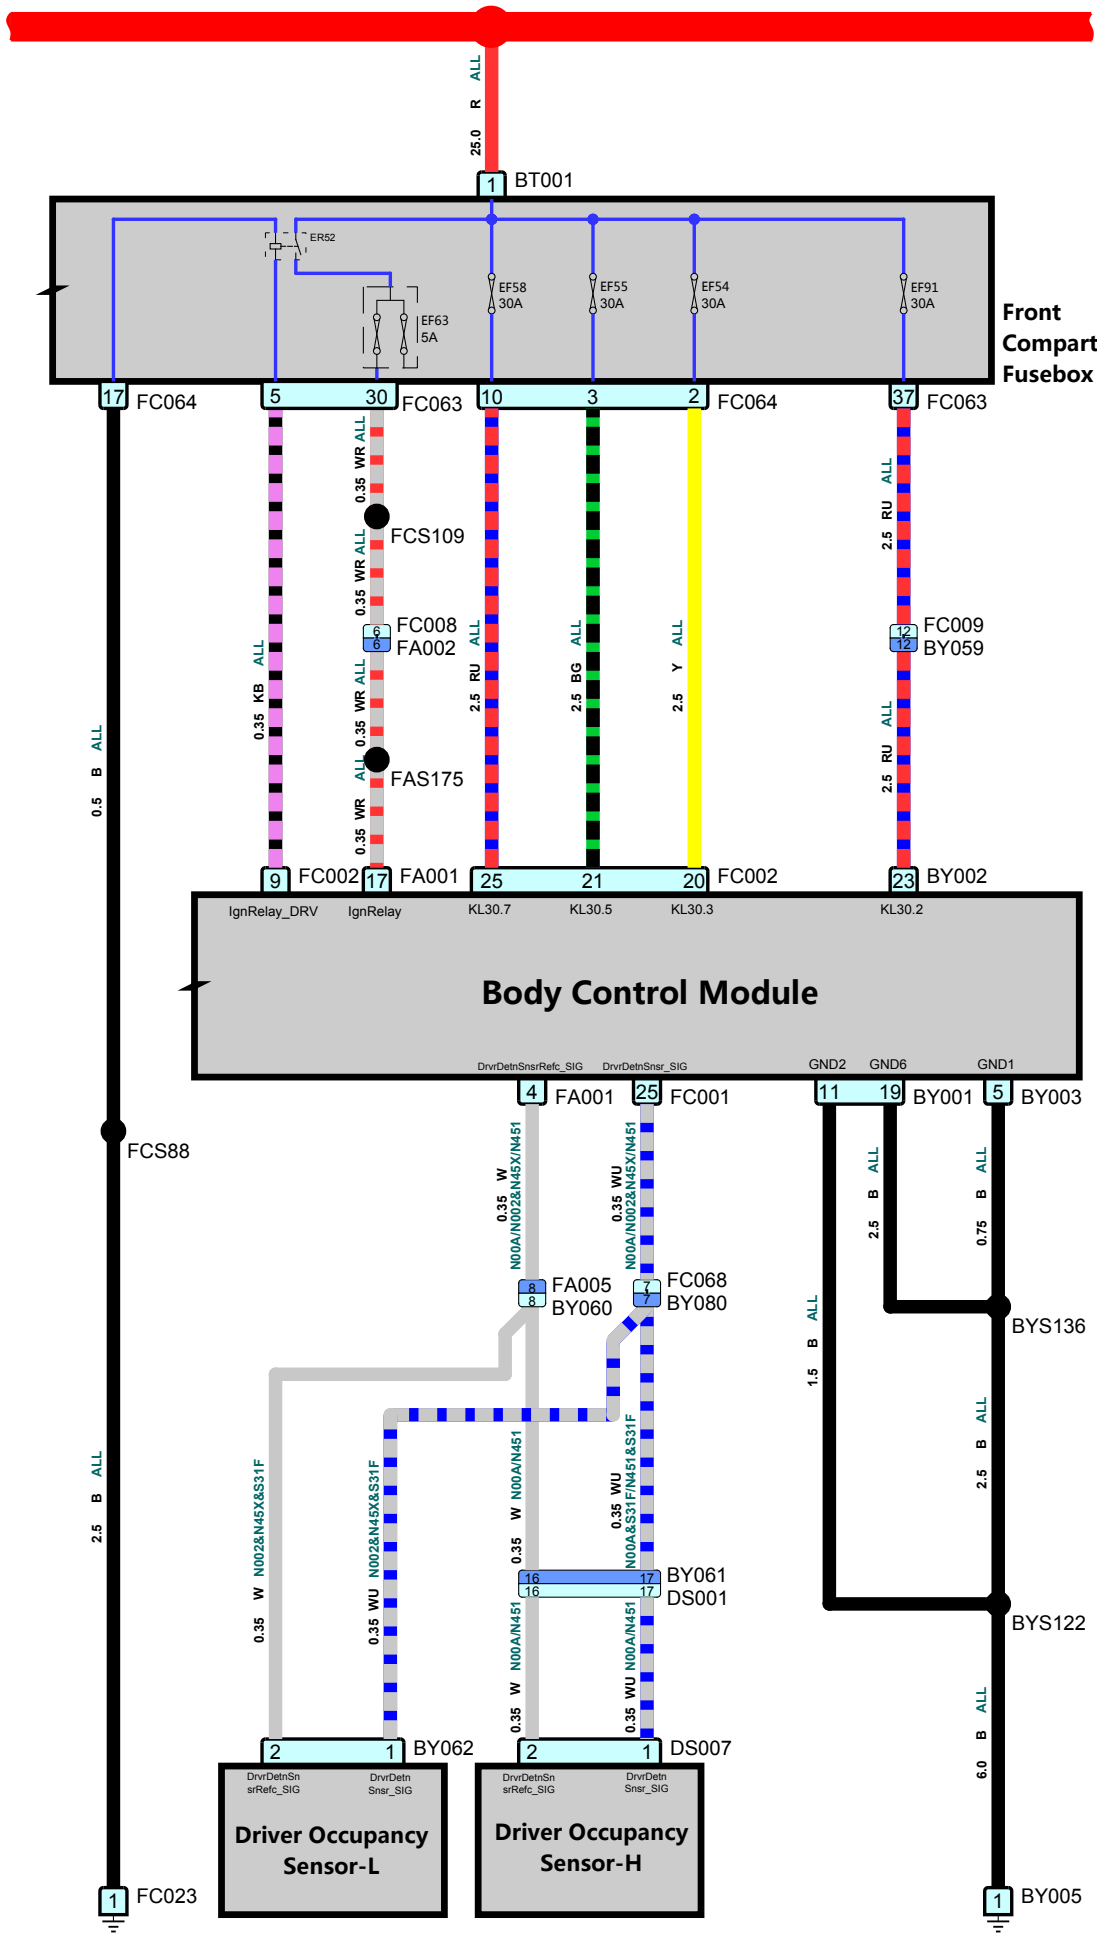 25.0 R ALL
1 BT001
ER52
EF63
5A
EF58
30A
EF55
30A
EF54
30A
EF91
30A
Front
Compart
Fusebox
17 FC064
5 30 FC063
10 3 2 FC064
37 FC063
0.35 WR ALL
FCS109
0.35 WR ALL
2.5 RU ALL
6 FC008
6 FA002
12 FC009
12 BY059
0.5 B ALL
0.35 KB ALL
0.35 WR ALL
2.5 RU ALL
2.5 BG ALL
2.5 Y ALL
2.5 RU ALL
FAS175
0.35 WR ALL
9 FC002
17 FA001
25 21 20 FC002
23 BY002
IgnRelay_DRV
IgnRelay
KL30.7
KL30.5
KL30.3
KL30.2
Body Control Module
DrvrDetnSnsrRefc_SIG
DrvrDetnSnsr_SIG
GND2
GND6
GND1
4 FA001
25 FC001
11 19 BY001
5 BY003
FCS88
0.35 W
N00A/N002&N45X/N451
0.35 WU
N00A/N002&N45X/N451
2.5 B ALL
0.75 B ALL
8 FA005
8 BY060
7 FC068
7 BY080
BYS136
1.5 B ALL
2.5 B ALL
0.35 W N002&N45X&S31F
0.35 WU N002&N45X&S31F
0.35 W N00A/N451
0.35 WU
N00A&S31F/N451&S31F
2.5 B ALL
16 17 BY061
16 17 DS001
BYS122
0.35 W N00A/N451
0.35 WU N00A/N451
6.0 B ALL
2 1 BY062
2 1 DS007
DrvrDetnSn
srRefc_SIG
DrvrDetn
Snsr_SIG
DrvrDetnSn
srRefc_SIG
DrvrDetn
Snsr_SIG
Driver Occupancy
Sensor-L
Driver Occupancy
Sensor-H
1 FC023
1 BY005